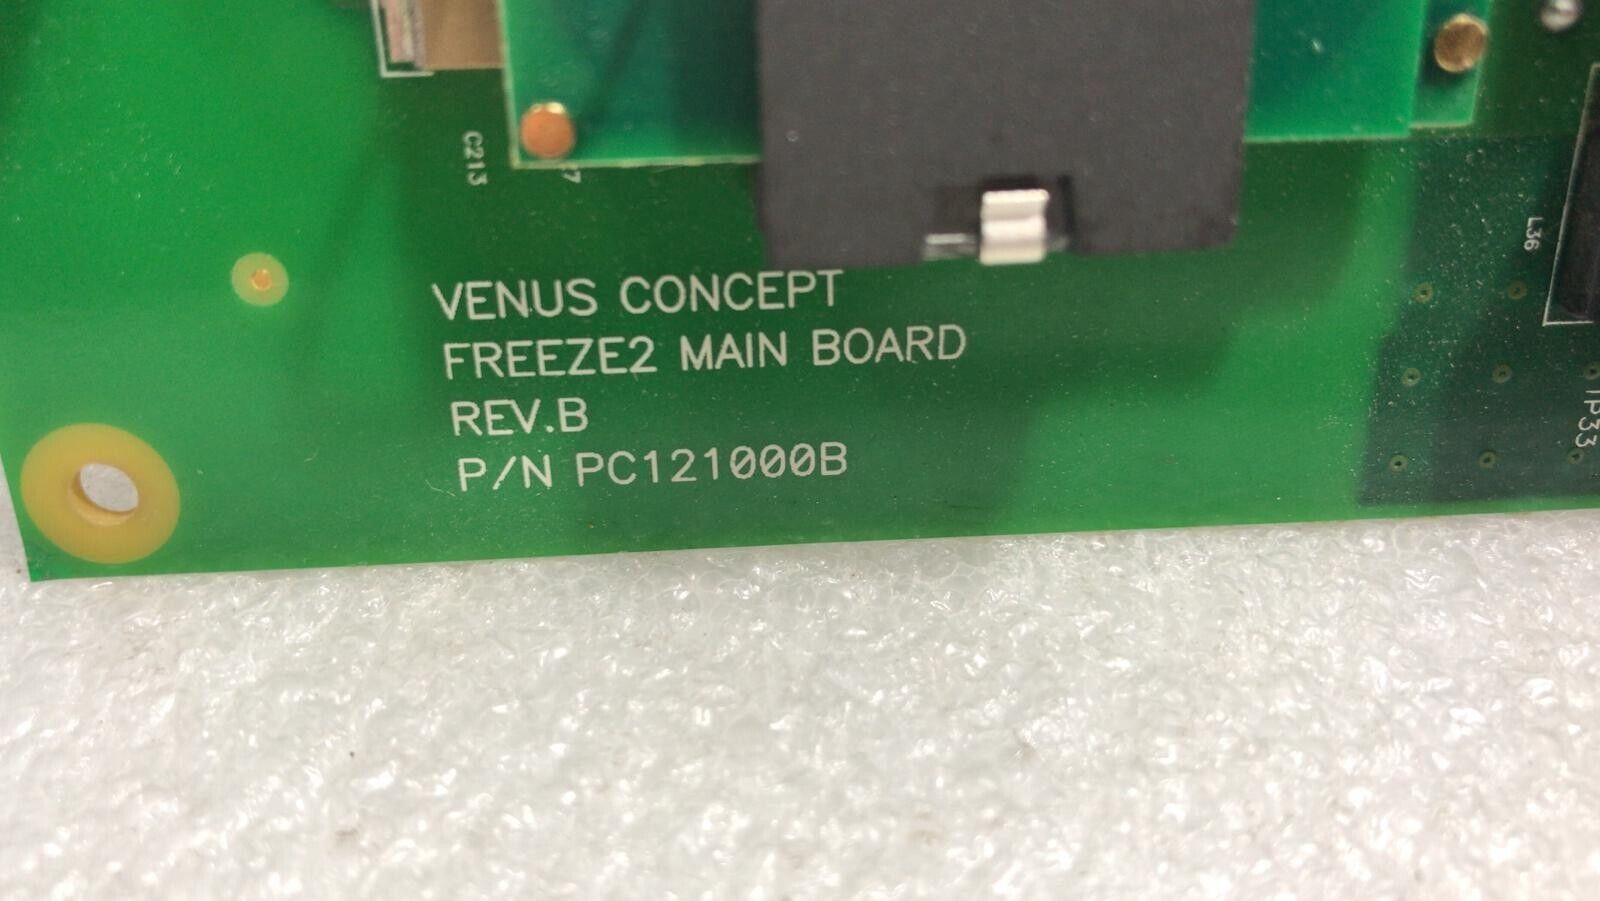 C213
VENUS CONCEPT
FREEZE2 MAIN BOARD
REV.B
P/N PC121000B
L36
TP33